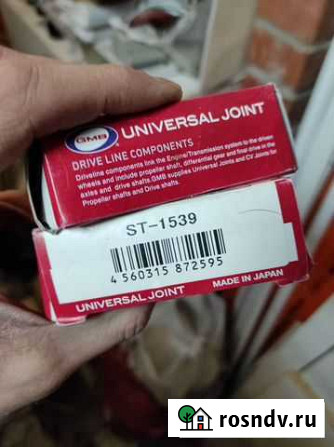 GMB
UNIVERSAL JOINT
DRIVE LINE COMPONENTS
Driveline components link the Engine/Transmission system to the driven
wheels and include propeller shaft, differential gear and final drive in the
axles and drive shafts.GMB supplies Universal Joints and CV Joints for
Propeller shafts and Drive shafts.
ST-1539
4 560315 872595
UNIVERSAL JOINT
MADE IN JAPAN
rosndv.ru